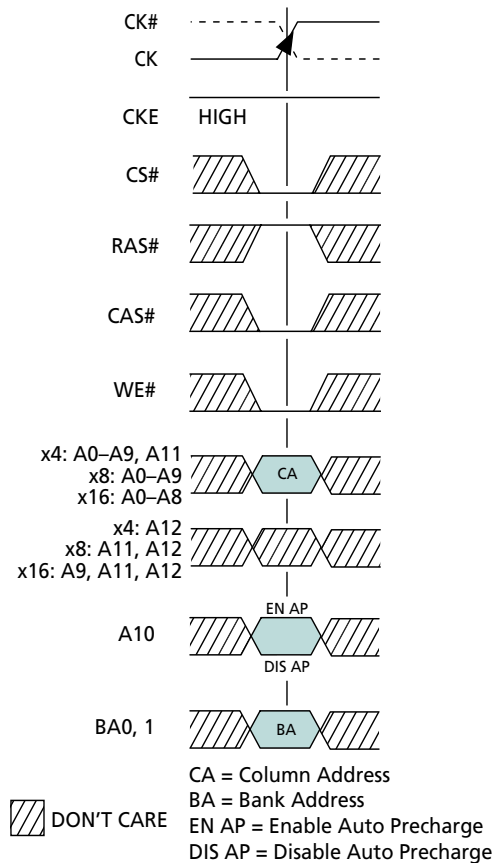 CK#
CK
CKE HIGH
CS#
RAS#
CAS#
WE#
x4: A0–A9, A11
x8: A0–A9
x16: A0–A8
CA
x4: A12
x8: A11, A12
x16: A9, A11, A12
EN AP
A10
DIS AP
BA0, 1
BA
CA = Column Address
BA = Bank Address
EN AP = Enable Auto Precharge
DIS AP = Disable Auto Precharge
DON'T CARE